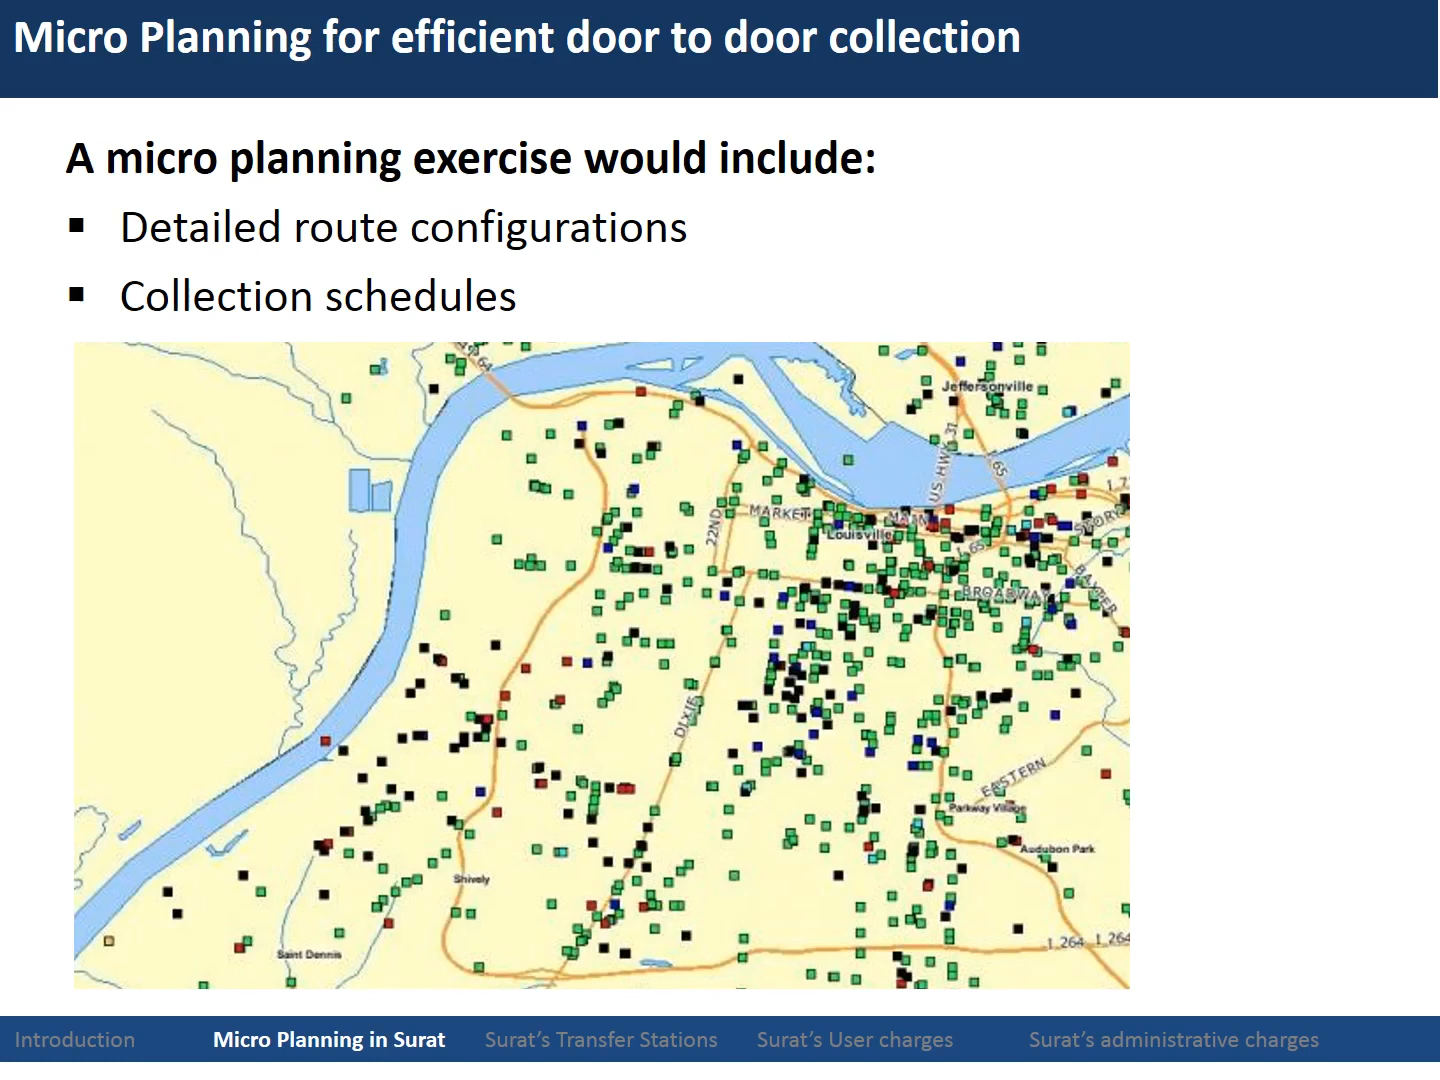 Micro Planning for efficient door to door collection
A micro planning exercise would include:
▪ Detailed route configurations
▪ Collection schedules
64
Jeffersonville
US HWY 31
I 65
22ND
MARKET
MAIN
Louisville
STORY
I 65
BROADWAY
BAXTER
DIXIE
EASTERN
Parkway Village
Audubon Park
Shively
Saint Dennis
I 264
I 264
Introduction
Micro Planning in Surat
Surat's Transfer Stations
Surat's User charges
Surat's administrative charges